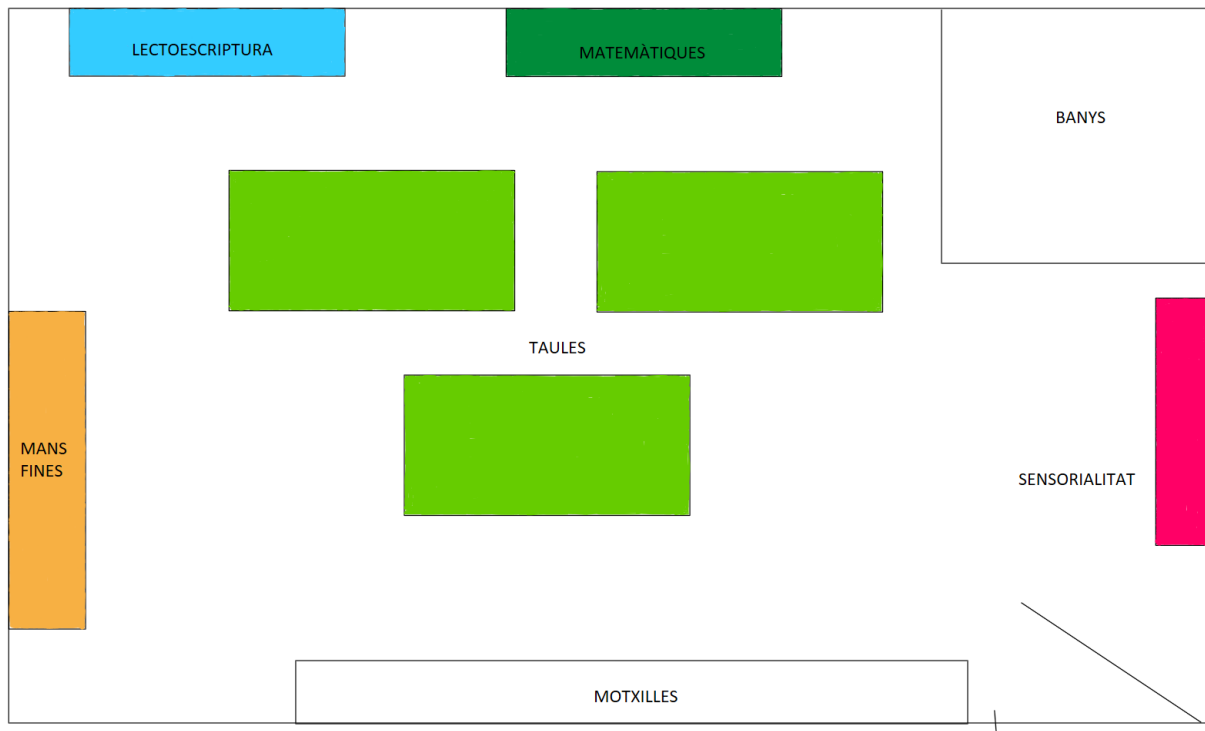 LECTOESCRIPTURA
MATEMÀTIQUES
BANYS
TAULES
MANS
FINES
SENSORIALITAT
MOTXILLES